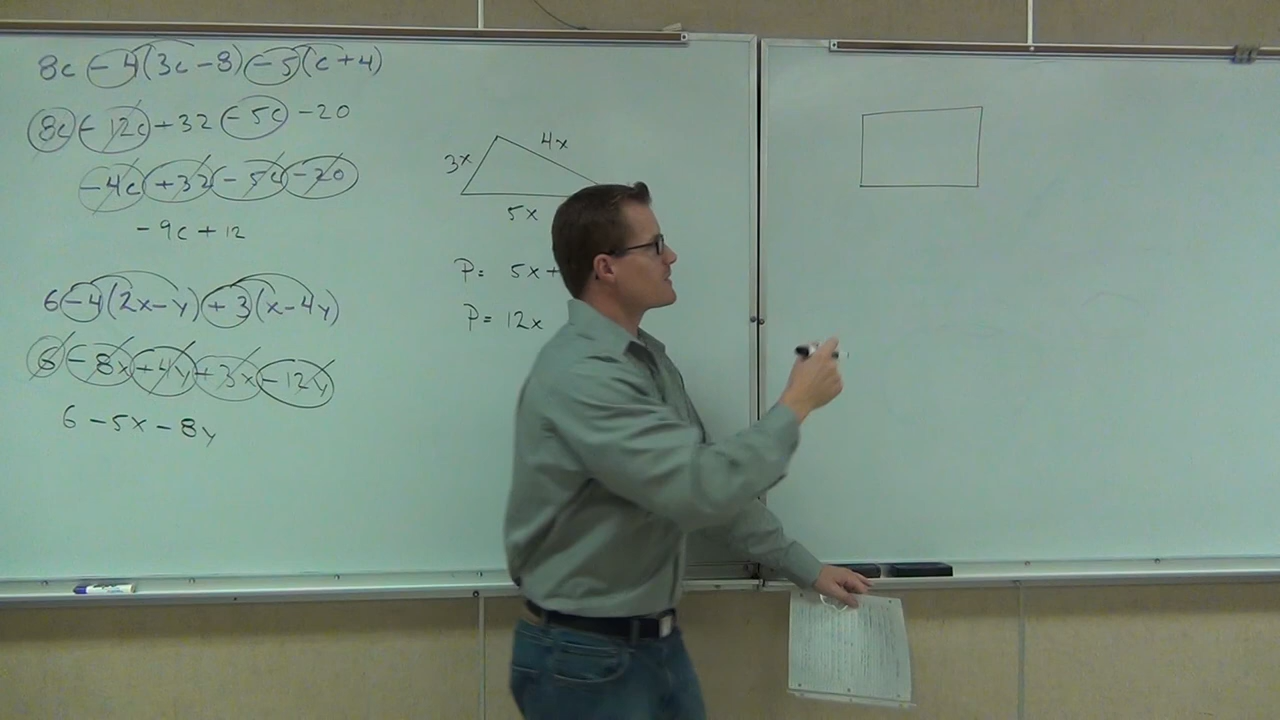 8c - 4(3c - 8) - 5(c + 4)
8c - 12c + 32 - 5c - 20
-4c + 32 - 5c - 20
-9c + 12
6 - 4(2x - y) + 3(x - 4y)
6 - 8x + 4y + 3x - 12y
6 - 5x - 8y
3x
4x
5x
P = 5x +
P = 12x